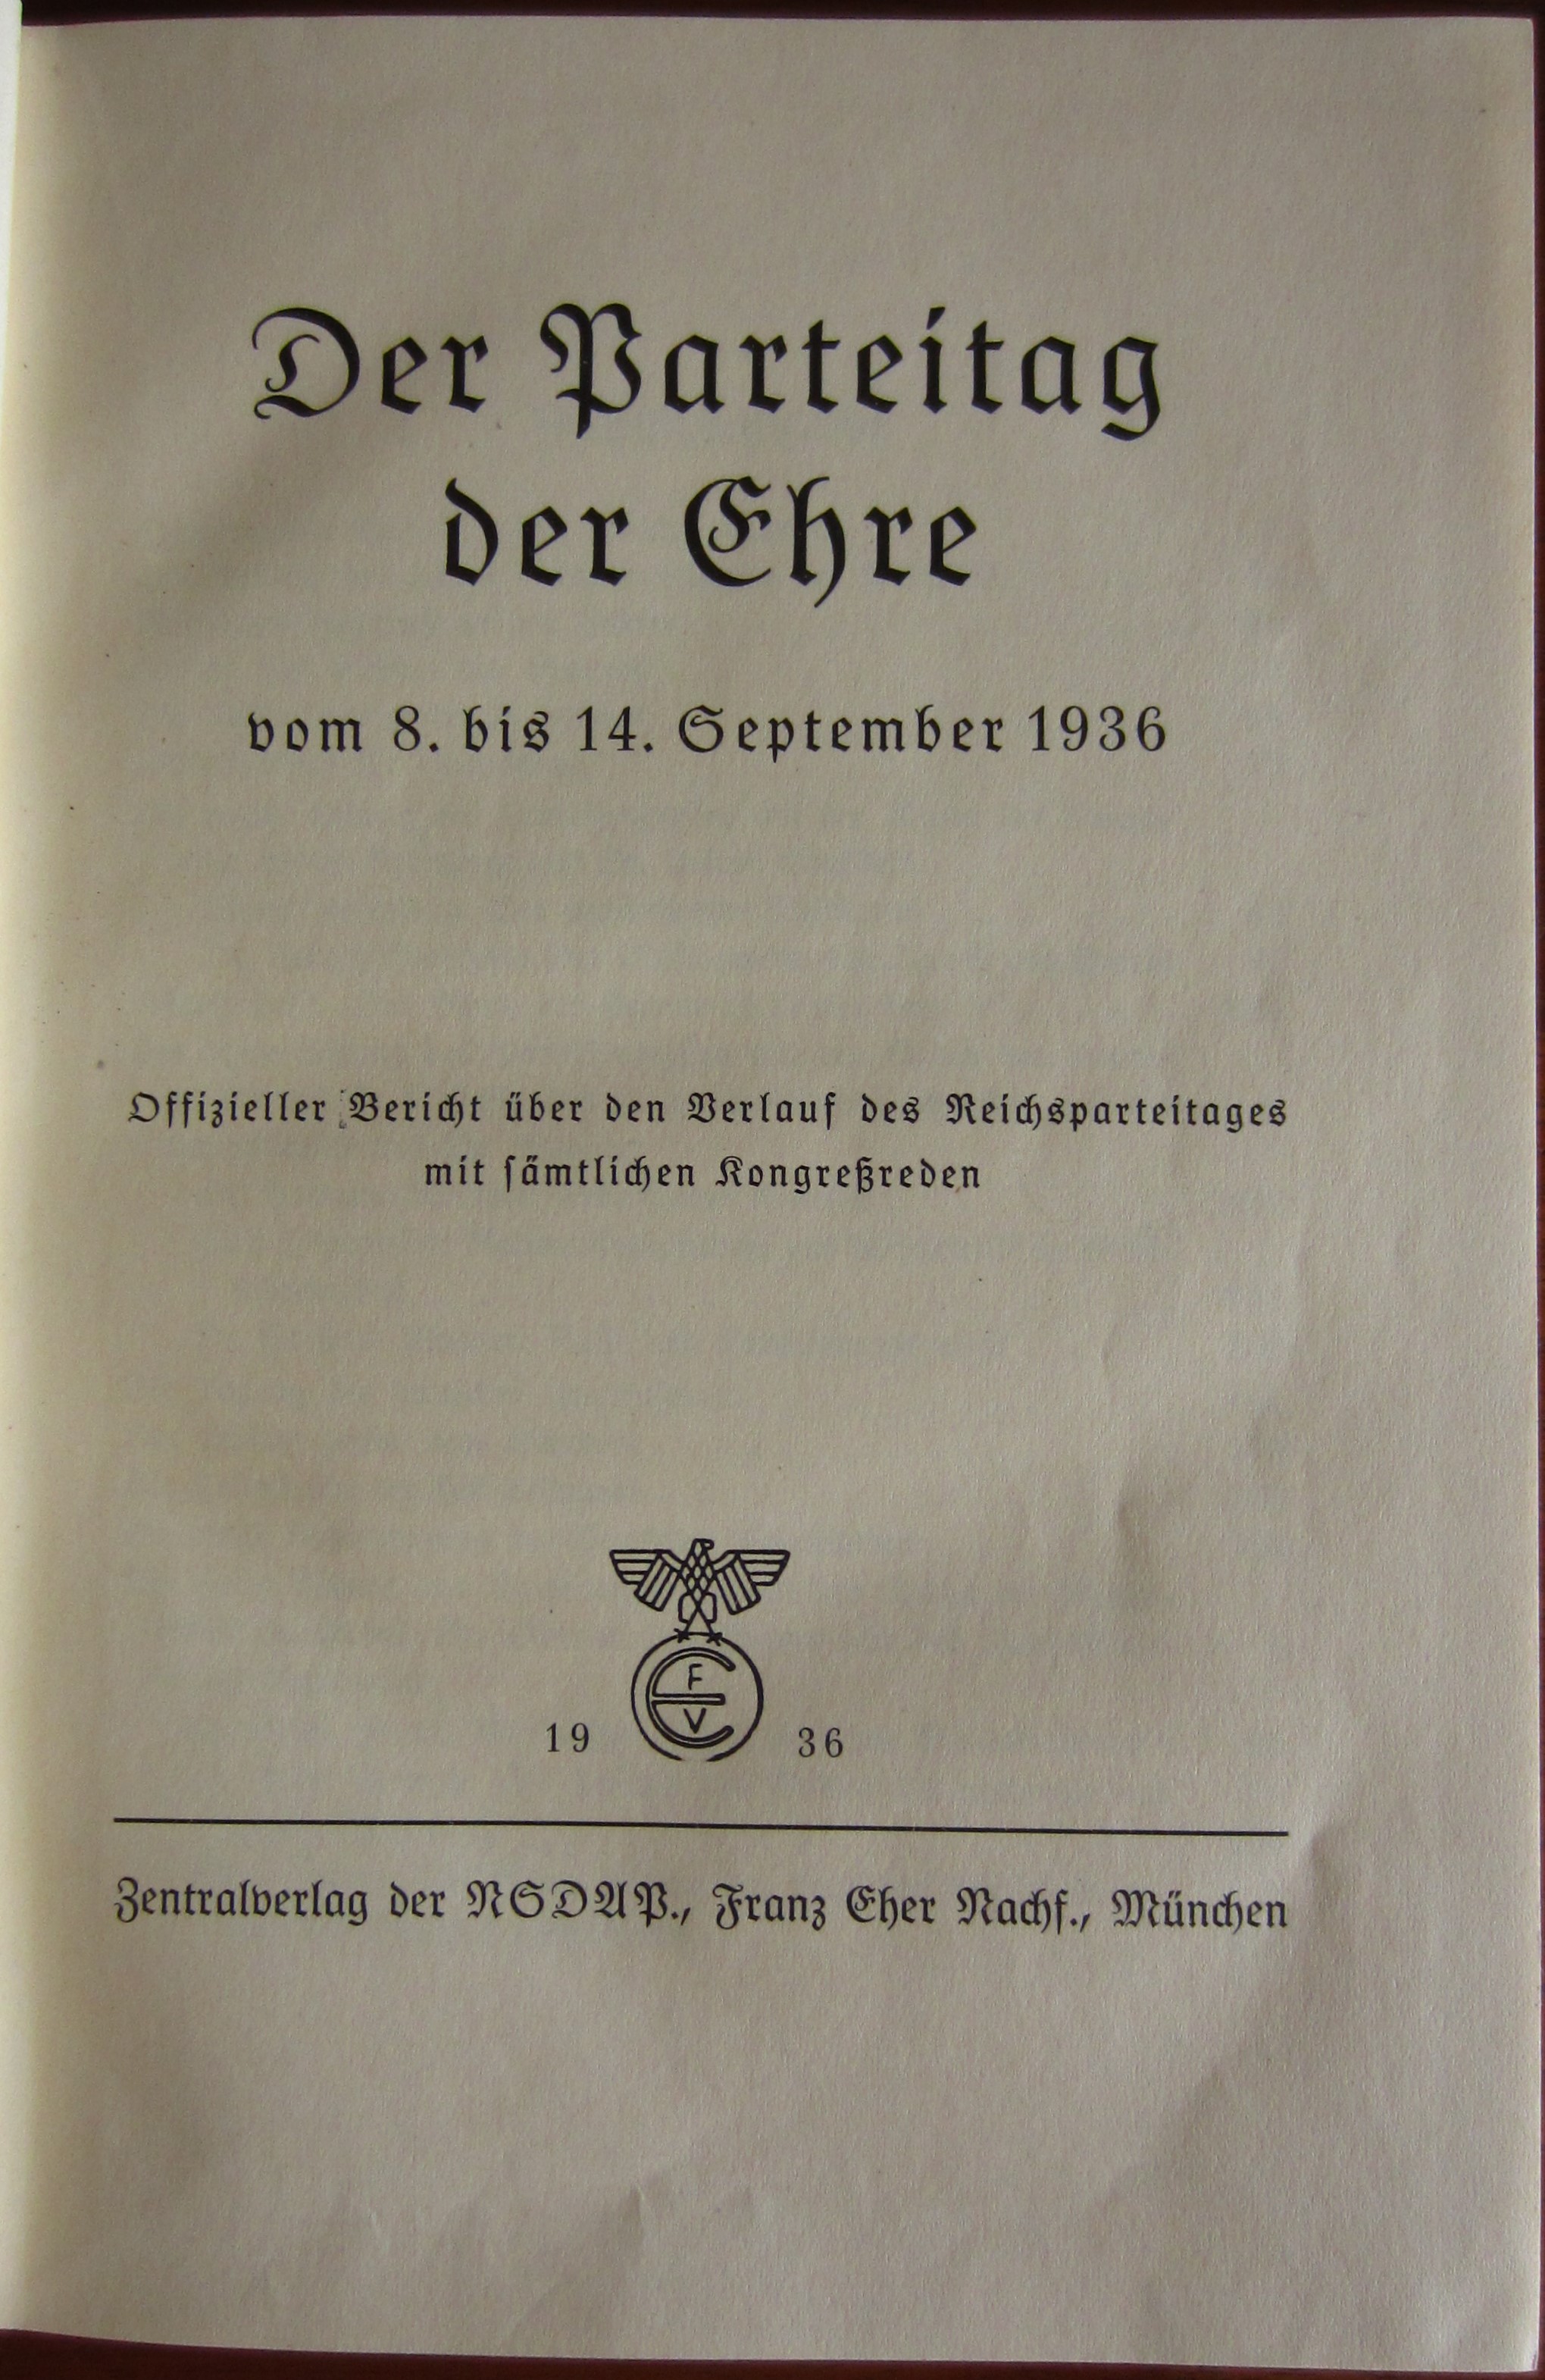 Der Parteitag
der Ehre
vom 8. bis 14. September 1936
Offizieller Bericht über den Verlauf des Reichsparteitages
mit ſämtlichen Kongreßreden
F
E
V
19 36
Zentralverlag der NSDAP., Franz Eher Nachf., München